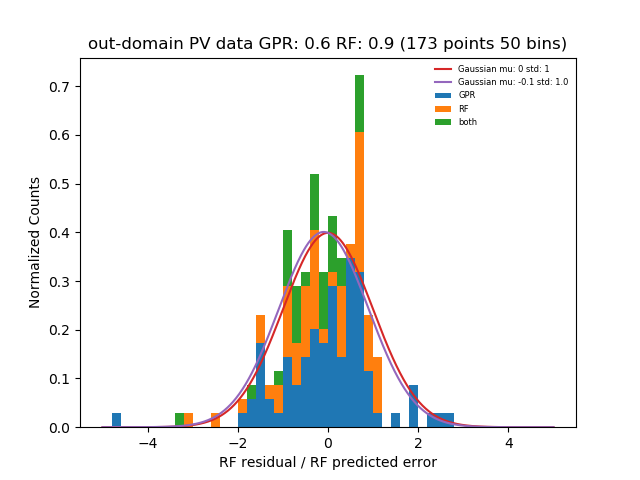 out-domain PV data GPR: 0.6 RF: 0.9 (173 points 50 bins)
Gaussian mu: 0 std: 1
Gaussian mu: -0.1 std: 1.0
GPR
RF
both
Normalized Counts
0.7
0.6
0.5
0.4
0.3
0.2
0.1
0.0
−4 −2 0 2 4
RF residual / RF predicted error